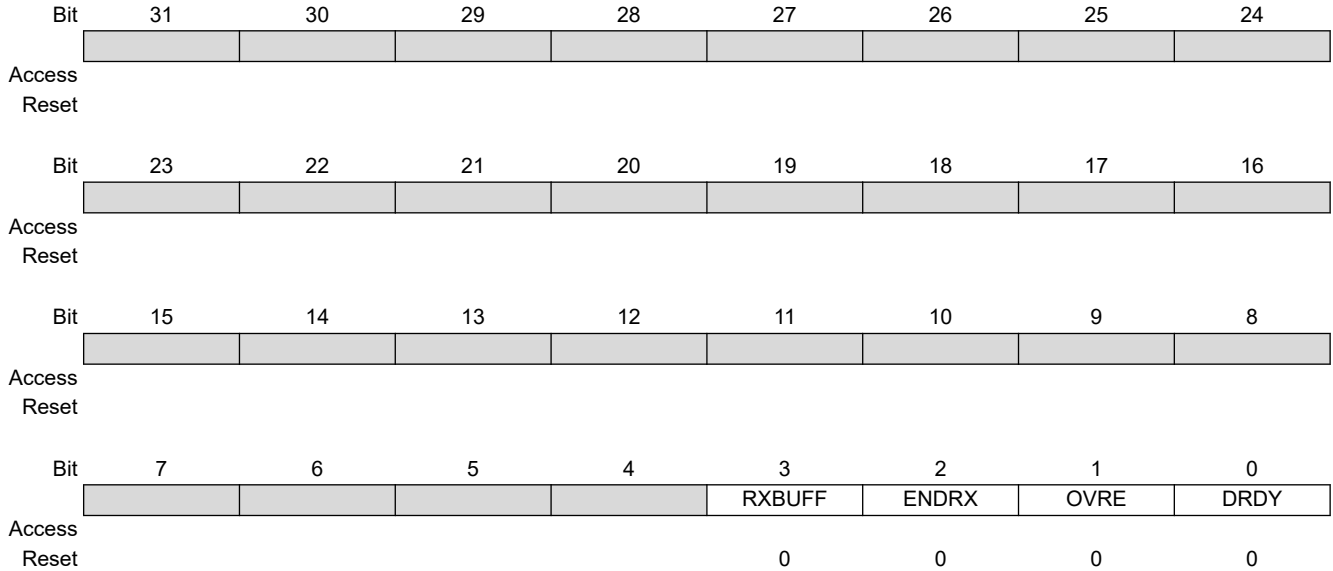 Bit 31 30 29 28 27 26 25 24
Access
Reset
Bit 23 22 21 20 19 18 17 16
Access
Reset
Bit 15 14 13 12 11 10 9 8
Access
Reset
Bit 7 6 5 4 3 2 1 0
RXBUFF ENDRX OVRE DRDY
Access
Reset 0 0 0 0